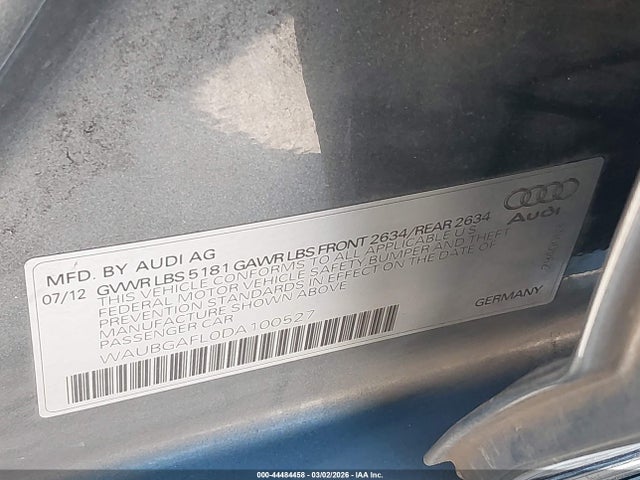 MFD. BY AUDI AG
07/12 GVWR LBS 5181 GAWR LBS FRONT 2634/REAR 2634
THIS VEHICLE CONFORMS TO ALL APPLICABLE U.S.
FEDERAL MOTOR VEHICLE SAFETY BUMPER AND THEFT
PREVENTION STANDARDS IN EFFECT ON THE DATE OF
MANUFACTURE SHOWN ABOVE
PASSENGER CAR
WAUBGAFL0DA100527
Audi
GERMANY
000-44484458 - 03/02/2026 - IAA Inc.